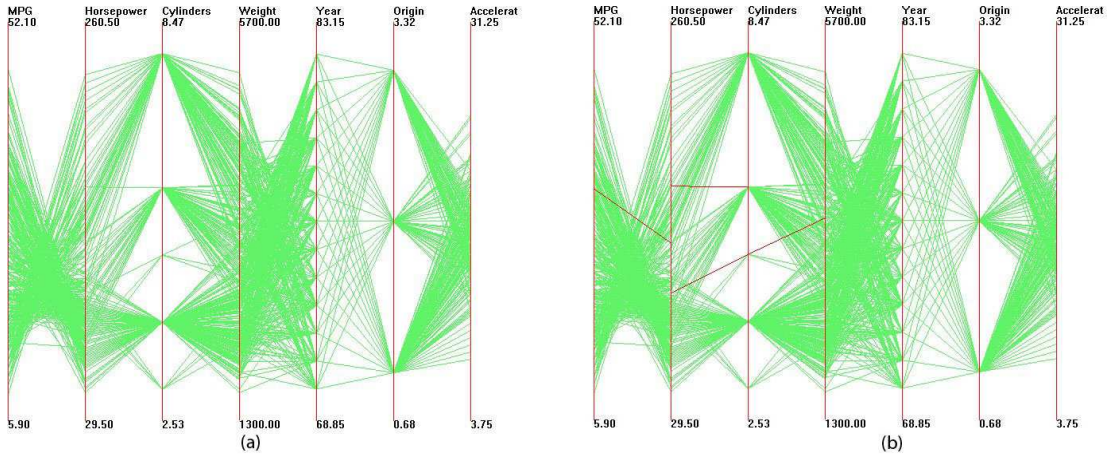 MPG Horsepower Cylinders Weight Year Origin Accelerat
52.10 260.50 8.47 5700.00 83.15 3.32 31.25
5.90 29.50 2.53 1300.00 68.85 0.68 3.75
(a)
MPG Horsepower Cylinders Weight Year Origin Accelerat
52.10 260.50 8.47 5700.00 83.15 3.32 31.25
5.90 29.50 2.53 1300.00 68.85 0.68 3.75
(b)